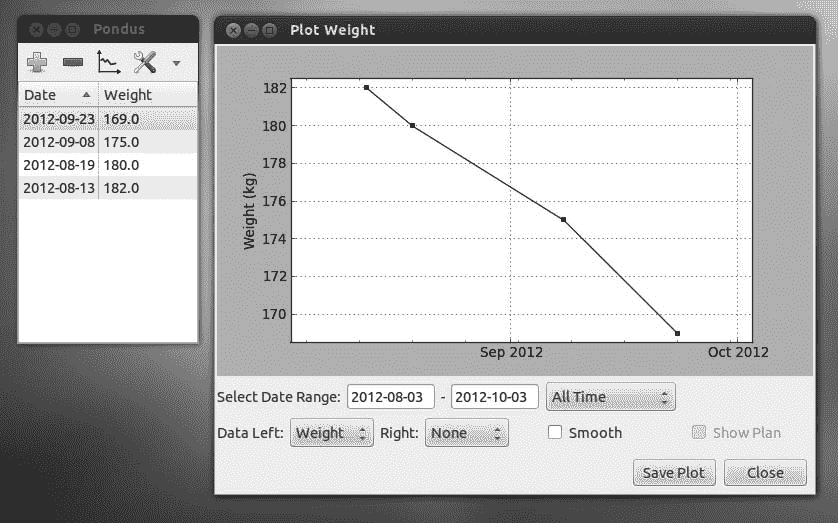 Pondus
Date Weight
2012-09-23 169.0
2012-09-08 175.0
2012-08-19 180.0
2012-08-13 182.0
Plot Weight
182
180
178
176
174
172
170
Weight (kg)
Sep 2012 Oct 2012
Select Date Range: 2012-08-03 - 2012-10-03 All Time
Data Left: Weight Right: None Smooth Show Plan
Save Plot Close